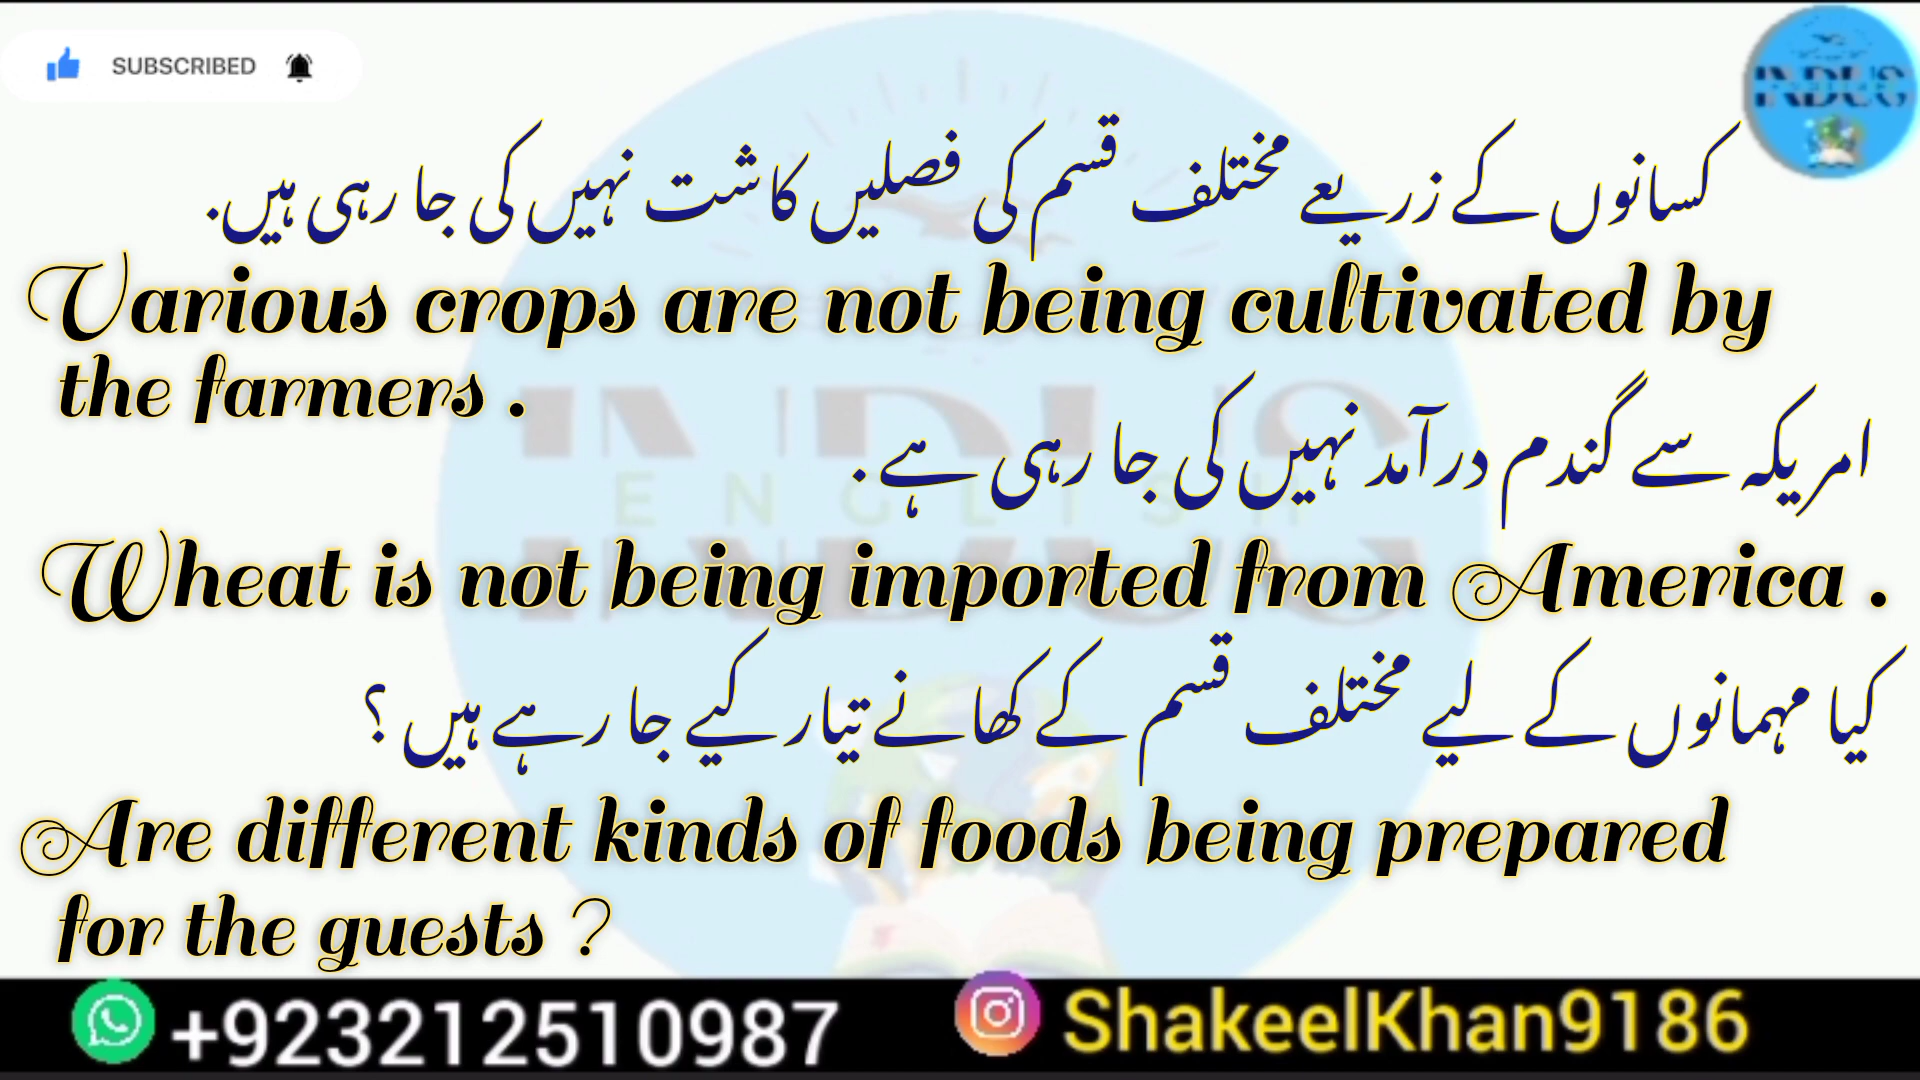 SUBSCRIBED
INDUS
کسانوں کے زریعے مختلف قسم کی فصلیں کاشت نہیں کی جا رہی ہیں.
Various crops are not being cultivated by
the farmers .
امریکہ سے گندم درآمد نہیں کی جا رہی ہے .
Wheat is not being imported from America .
کیا مہمانوں کے لیے مختلف قسم کے کھانے تیار کیے جا رہے ہیں ؟
Are different kinds of foods being prepared
for the guests ?
INDUS
ENGLISH
+923212510987
ShakeelKhan9186